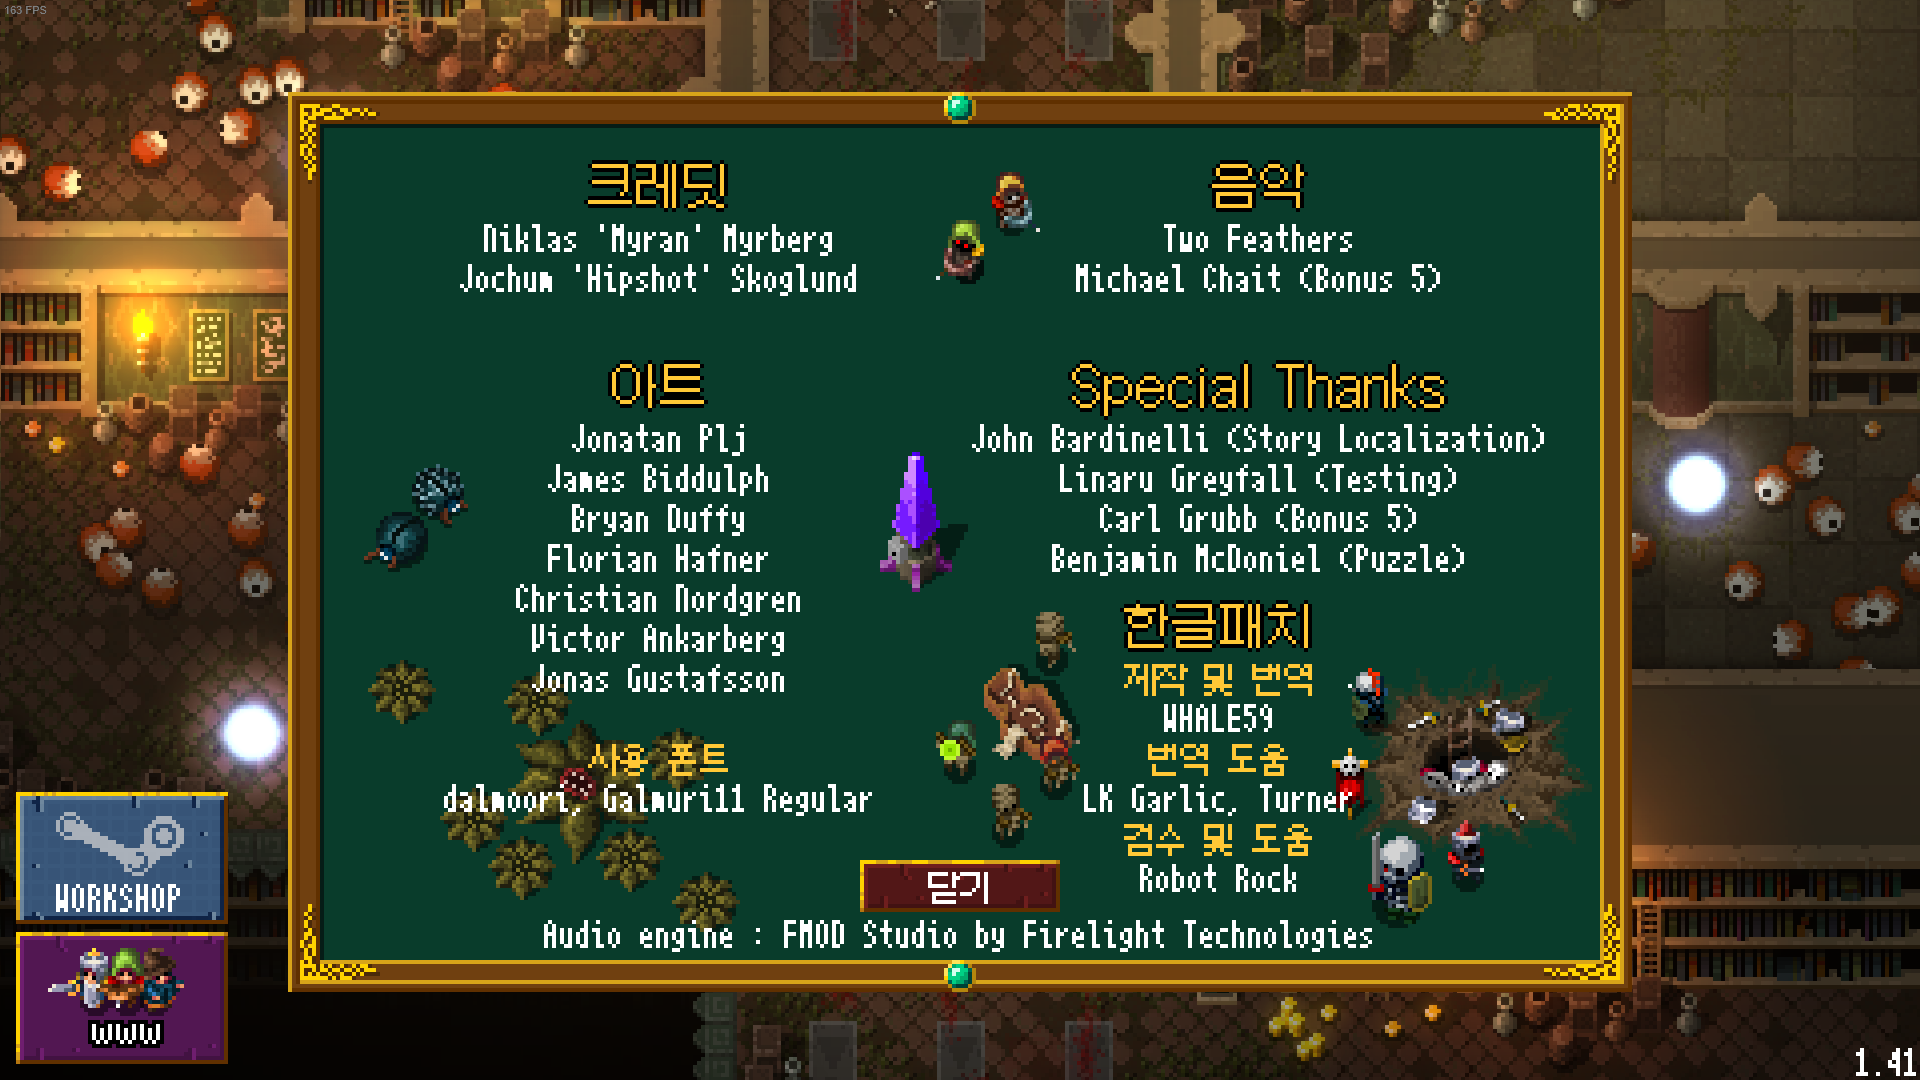 163 FPS
크레딧
Niklas 'Myran' Myrberg
Jochum 'Hipshot' Skoglund
음악
Two Feathers
Michael Chait (Bonus 5)
아트
Jonatan Plj
James Biddulph
Bryan Duffy
Florian Hafner
Christian Nordgren
Victor Ankarberg
Jonas Gustafsson
Special Thanks
John Bardinelli (Story Localization)
Linaru Greyfall (Testing)
Carl Grubb (Bonus 5)
Benjamin McDoniel (Puzzle)
사용 폰트
dalmoori, Galmuri11 Regular
한글패치
제작 및 번역
WHALE59
번역 도움
LK Garlic, Turner
검수 및 도움
Robot Rock
닫기
Audio engine : FMOD Studio by Firelight Technologies
WORKSHOP
WWW
1.41